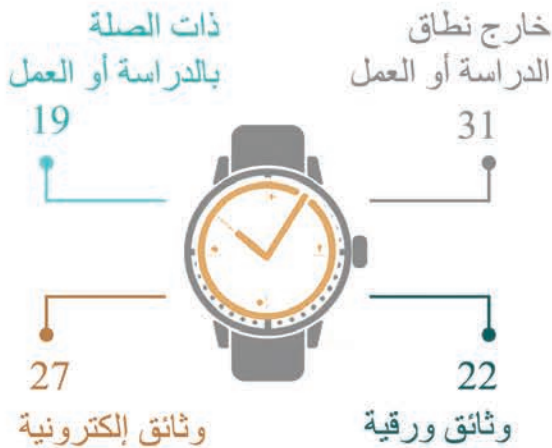 خارج نطاق
الدراسة أو العمل
31
ذات الصلة
بالدراسة أو العمل
19
22
وثائق ورقية
27
وثائق إلكترونية